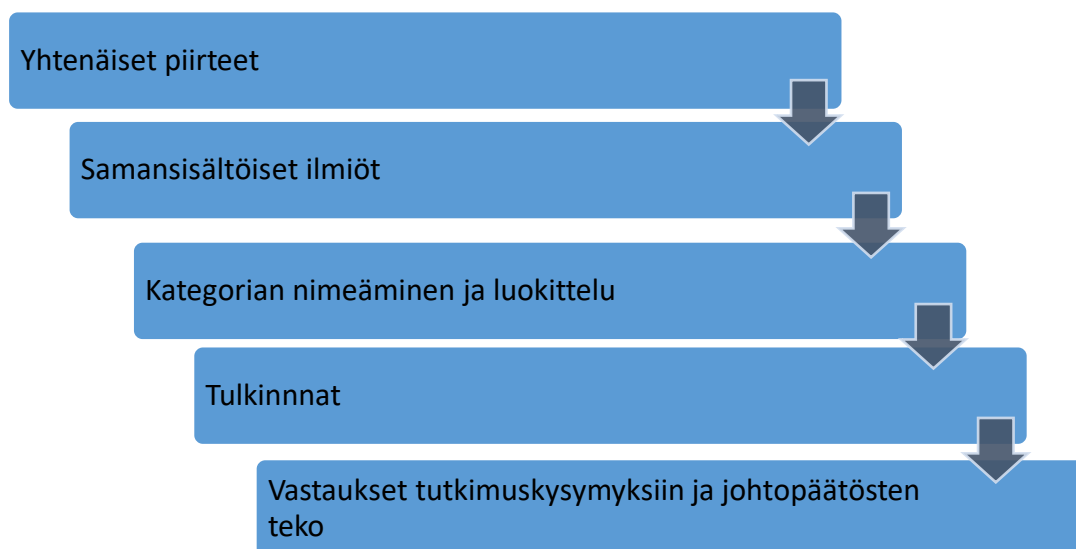 Yhtenäiset piirteet
Samansisältöiset ilmiöt
Kategorian nimeäminen ja luokittelu
Tulkinnnat
Vastaukset tutkimuskysymyksiin ja johtopäätösten
teko